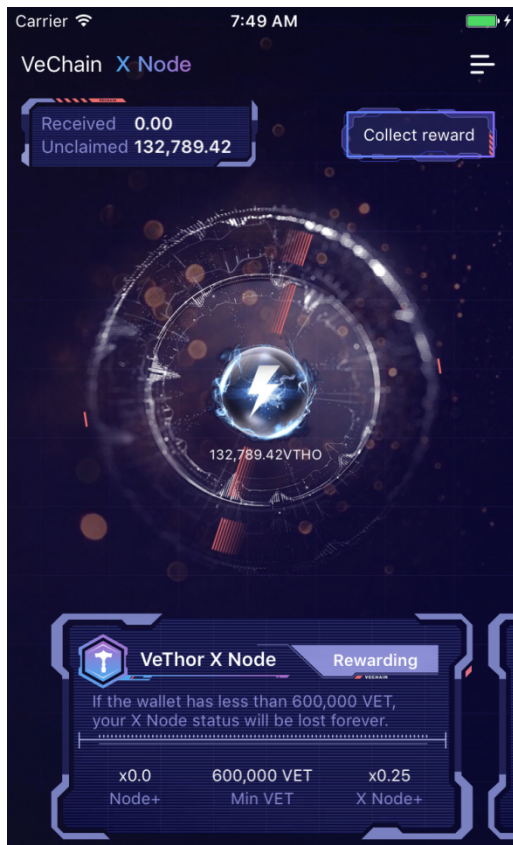 Carrier 7:49 AM
VeChain X Node
Received 0.00
Unclaimed 132,789.42
Collect reward
132,789.42VTHO
VeThor X Node
Rewarding
VECHAIN
If the wallet has less than 600,000 VET,
your X Node status will be lost forever.
x0.0 600,000 VET x0.25
Node+ Min VET X Node+